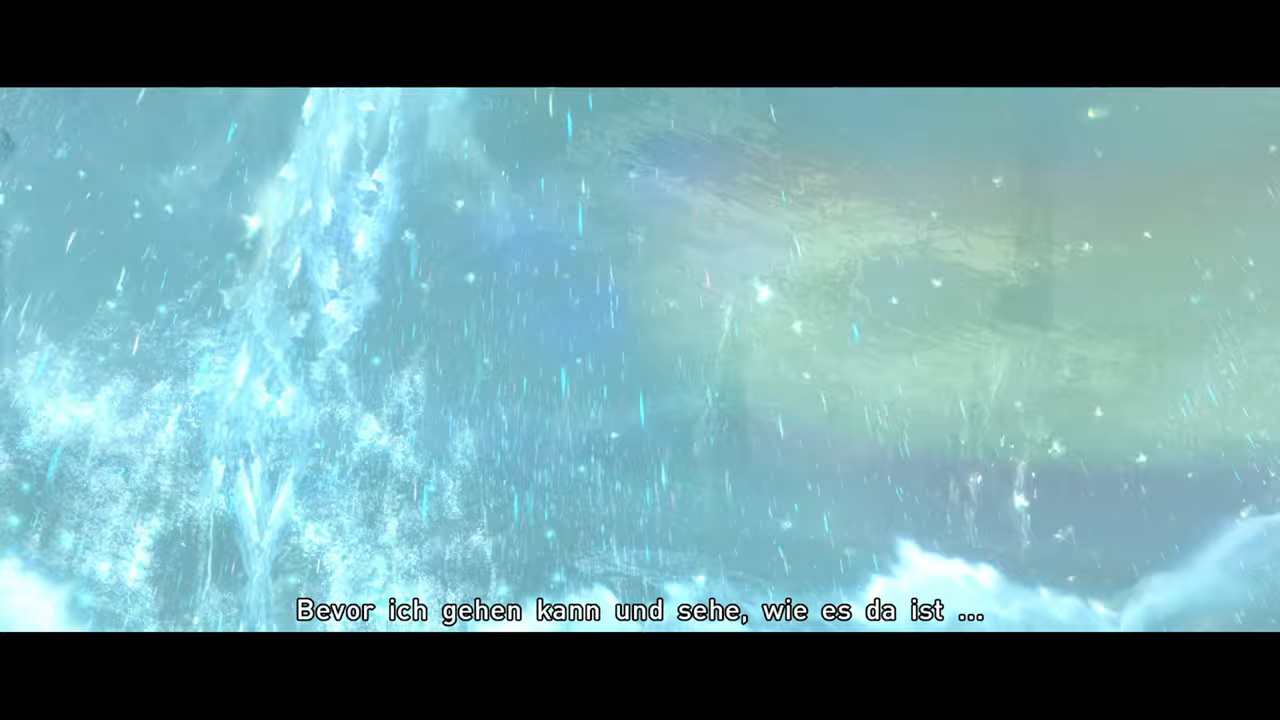 Bevor ich gehen kann und sehe, wie es da ist ...